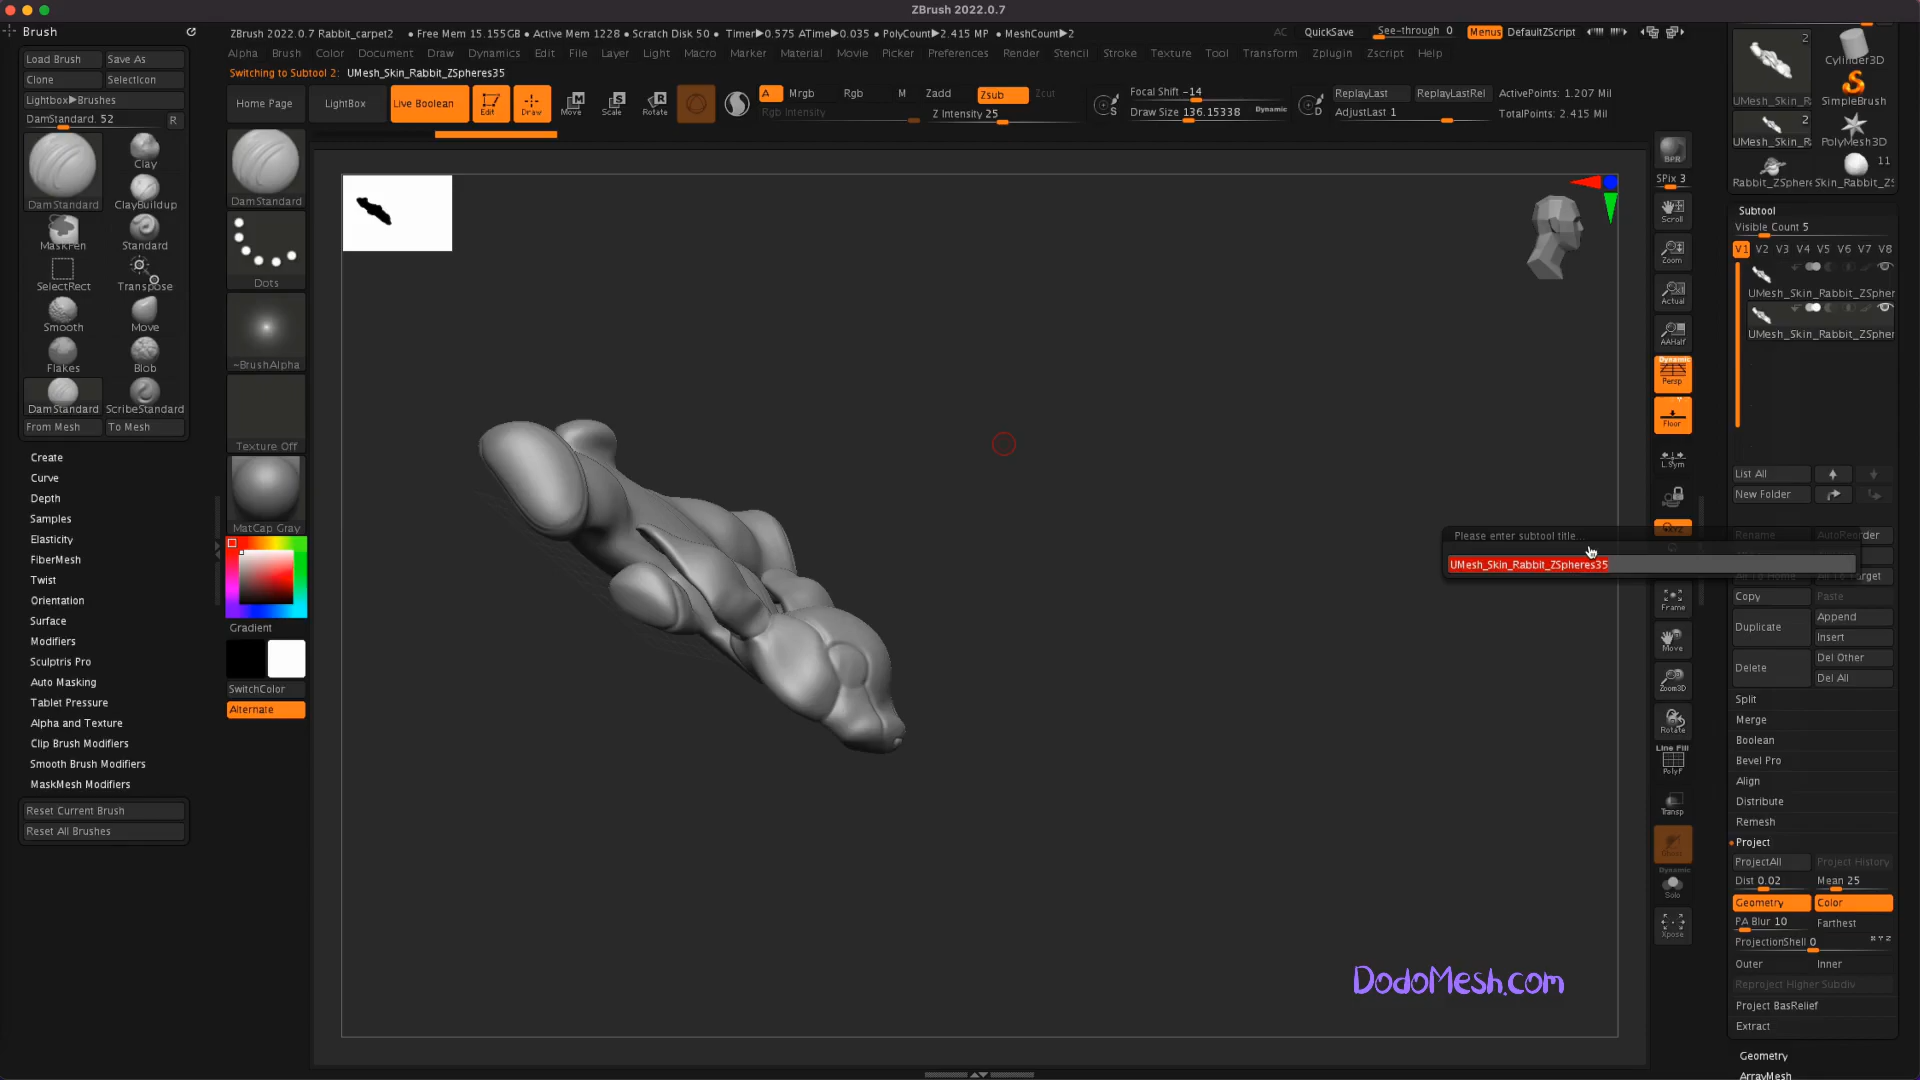 ZBrush 2022.0.7
Brush
ZBrush 2022.0.7 Rabbit_carpet2 • Free Mem 15.155GB • Active Mem 1228 • Scratch Disk 50 • Timer▶0.575 ATime▶0.035 • PolyCount▶2.415 MP • MeshCount▶2
AC QuickSave See-through 0 Menus DefaultZScript
Alpha Brush Color Document Draw Dynamics Edit File Layer Light Macro Marker Material Movie Picker Preferences Render Stencil Stroke Texture Tool Transform Zplugin Zscript Help
Switching to Subtool 2: UMesh_Skin_Rabbit_ZSpheres35
Load Brush Save As
Clone SelectIcon
Lightbox▶Brushes
DamStandard. 52 R
Home Page LightBox Live Boolean Edit Draw Move Scale Rotate
A Mrgb Rgb M Zadd Zsub Zcut
Rgb Intensity Z Intensity 25
Focal Shift -14
Draw Size 136.15338 Dynamic
S D
ReplayLast ReplayLastRel ActivePoints: 1.207 Mil
AdjustLast 1 TotalPoints: 2.415 Mil
DamStandard
Clay
ClayBuildup
MaskPen Standard
SelectRect Transpose
Smooth Move
Flakes Blob
DamStandard ScribeStandard
From Mesh To Mesh
Create
Curve
Depth
Samples
Elasticity
FiberMesh
Twist
Orientation
Surface
Modifiers
Sculptris Pro
Auto Masking
Tablet Pressure
Alpha and Texture
Clip Brush Modifiers
Smooth Brush Modifiers
MaskMesh Modifiers
Reset Current Brush
Reset All Brushes
DamStandard
Dots
~BrushAlpha
Texture Off
MatCap Gray
Gradient
SwitchColor
Alternate
DodoMesh.com
BPR
SPix 3
Scroll
Zoom
Actual
AAHalf
Dynamic
Persp
Floor
L.Sym
Frame
Move
Zoom3D
Rotate
Line Fill
PolyF
Transp
Dynamic
Solo
Xpose
2
UMesh_Skin_R
Cylinder3D
SimpleBrush
2
UMesh_Skin_R PolyMesh3D
11
Rabbit_ZSpher Skin_Rabbit_ZS
Subtool
Visible Count 5
V1 V2 V3 V4 V5 V6 V7 V8
UMesh_Skin_Rabbit_ZSpher
UMesh_Skin_Rabbit_ZSpher
List All
New Folder
Rename AutoReorder
Please enter subtool title...
UMesh_Skin_Rabbit_ZSpheres35
Copy Paste
Duplicate
Append
Insert
Delete
Del Other
Del All
Split
Merge
Boolean
Bevel Pro
Align
Distribute
Remesh
Project
ProjectAll Project History
Dist 0.02 Mean 25
Geometry Color
PA Blur 10 Farthest
ProjectionShell 0 X Y Z
Outer Inner
Reproject Higher Subdiv
Project BasRelief
Extract
Geometry
ArrayMesh